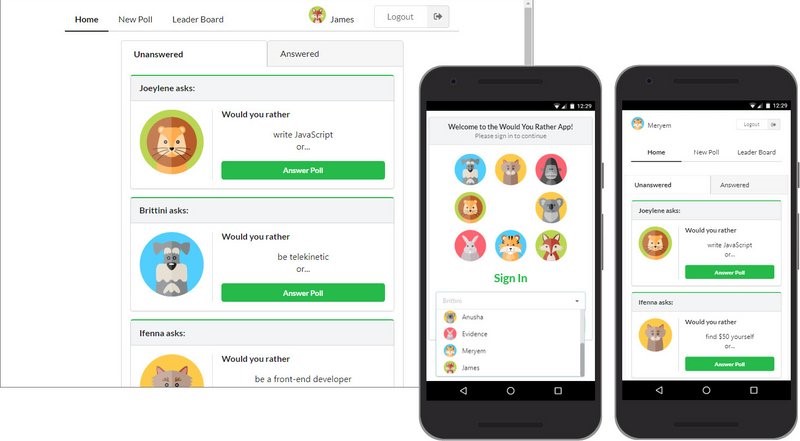 Home New Poll Leader Board James Logout
Unanswered Answered
Joeylene asks:
Would you rather
write JavaScript
or...
Answer Poll
Brittini asks:
Would you rather
be telekinetic
or...
Answer Poll
Ifenna asks:
Would you rather
be a front-end developer
12:29
Welcome to the Would You Rather App!
Please sign in to continue
Sign In
Brittini
Anusha
Evidence
Meryem
James
12:29
Meryem Logout
Home New Poll Leader Board
Unanswered Answered
Joeylene asks:
Would you rather
write JavaScript
or...
Answer Poll
Ifenna asks:
Would you rather
find $50 yourself
or...
Answer Poll